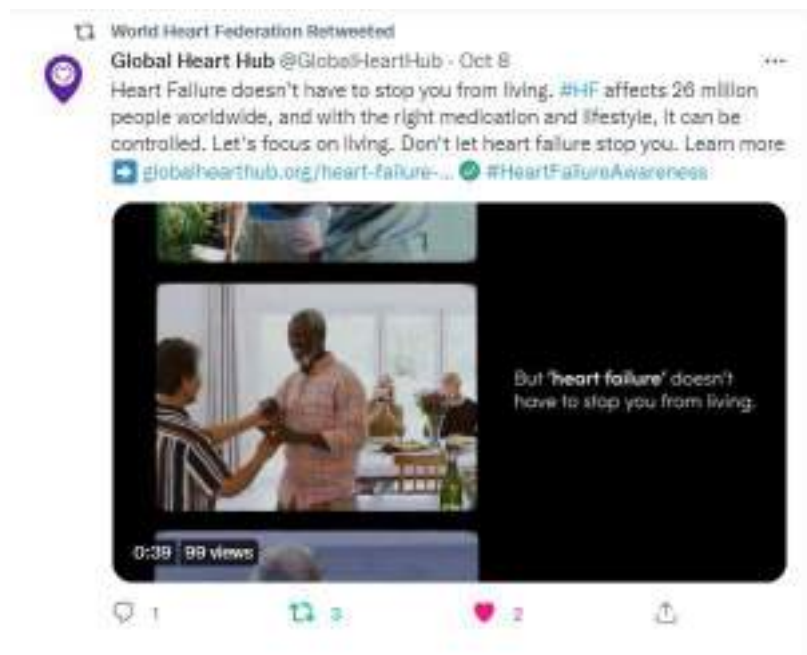 World Heart Federation Retweeted
Global Heart Hub @GlobalHeartHub · Oct 8
Heart Failure doesn't have to stop you from living. #HF affects 26 million
people worldwide, and with the right medication and lifestyle, it can be
controlled. Let's focus on living. Don't let heart failure stop you. Learn more
globalhearthub.org/heart-failure-... #HeartFailureAwareness
But 'heart failure' doesn't
have to stop you from living.
0:39 99 views
1 3 2